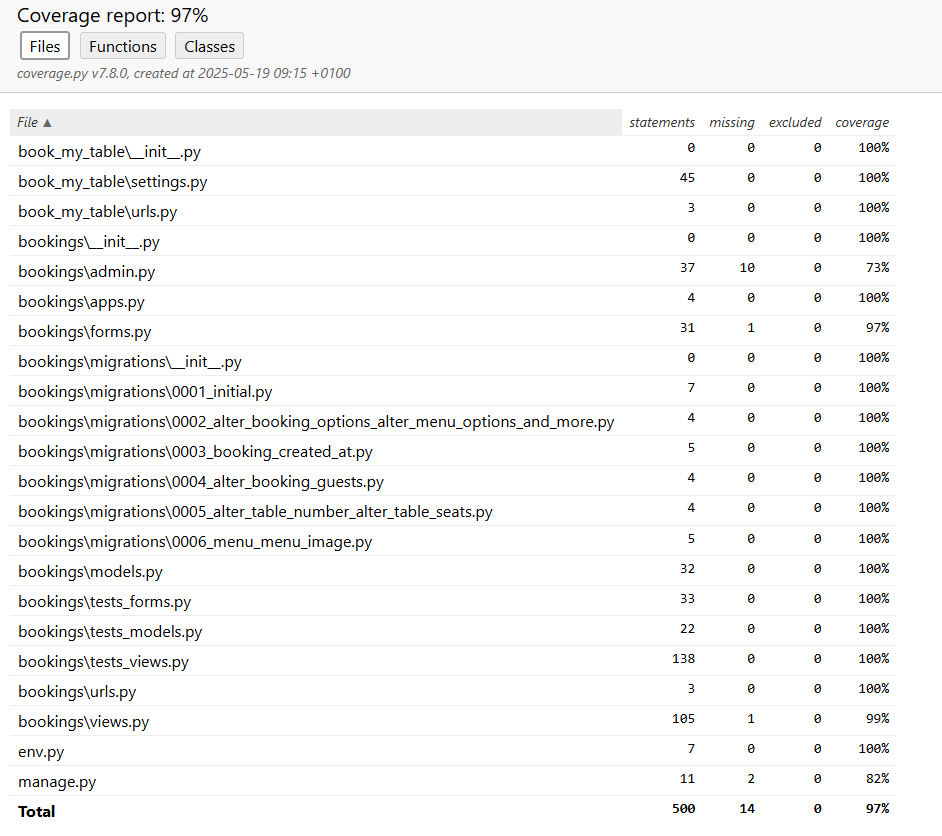 Coverage report: 97%
Files Functions Classes
coverage.py v7.8.0, created at 2025-05-19 09:15 +0100
File ▲ statements missing excluded coverage
book_my_table\__init__.py 0 0 0 100%
book_my_table\settings.py 45 0 0 100%
book_my_table\urls.py 3 0 0 100%
bookings\__init__.py 0 0 0 100%
bookings\admin.py 37 10 0 73%
bookings\apps.py 4 0 0 100%
bookings\forms.py 31 1 0 97%
bookings\migrations\__init__.py 0 0 0 100%
bookings\migrations\0001_initial.py 7 0 0 100%
bookings\migrations\0002_alter_booking_options_alter_menu_options_and_more.py 4 0 0 100%
bookings\migrations\0003_booking_created_at.py 5 0 0 100%
bookings\migrations\0004_alter_booking_guests.py 4 0 0 100%
bookings\migrations\0005_alter_table_number_alter_table_seats.py 4 0 0 100%
bookings\migrations\0006_menu_menu_image.py 5 0 0 100%
bookings\models.py 32 0 0 100%
bookings\tests_forms.py 33 0 0 100%
bookings\tests_models.py 22 0 0 100%
bookings\tests_views.py 138 0 0 100%
bookings\urls.py 3 0 0 100%
bookings\views.py 105 1 0 99%
env.py 7 0 0 100%
manage.py 11 2 0 82%
Total 500 14 0 97%